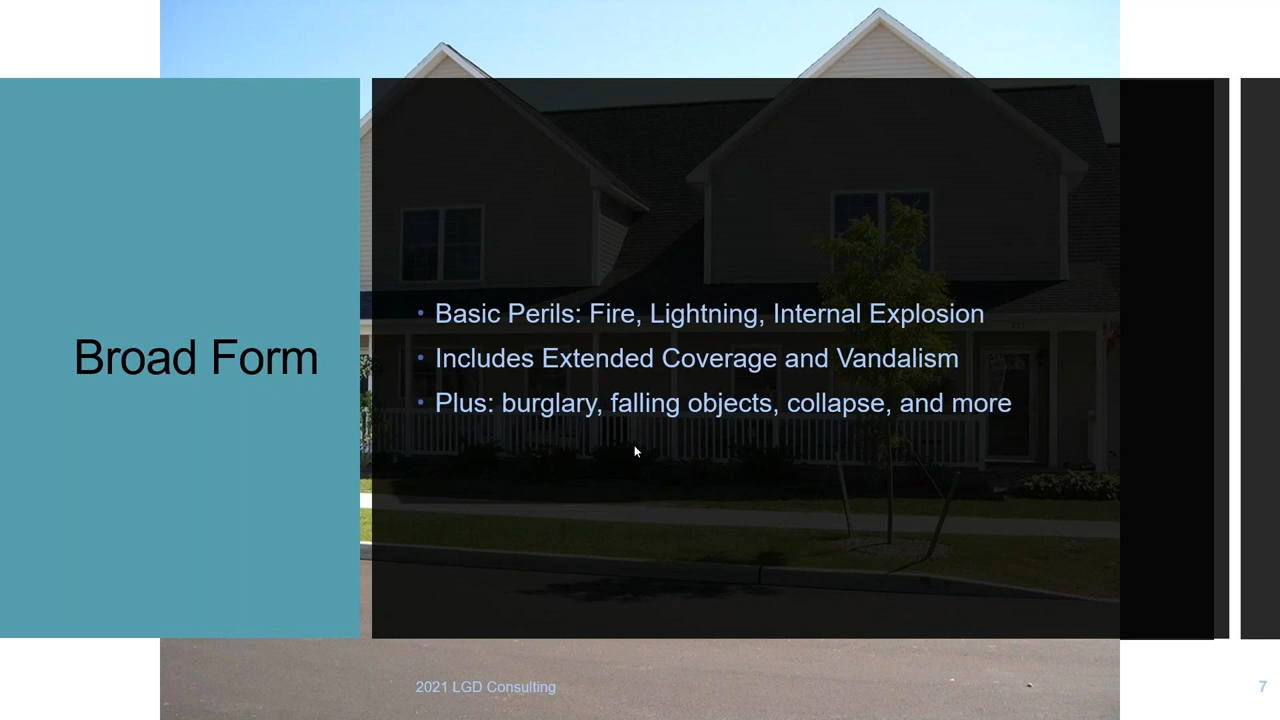 Broad Form
• Basic Perils: Fire, Lightning, Internal Explosion
• Includes Extended Coverage and Vandalism
• Plus: burglary, falling objects, collapse, and more
2021 LGD Consulting
7